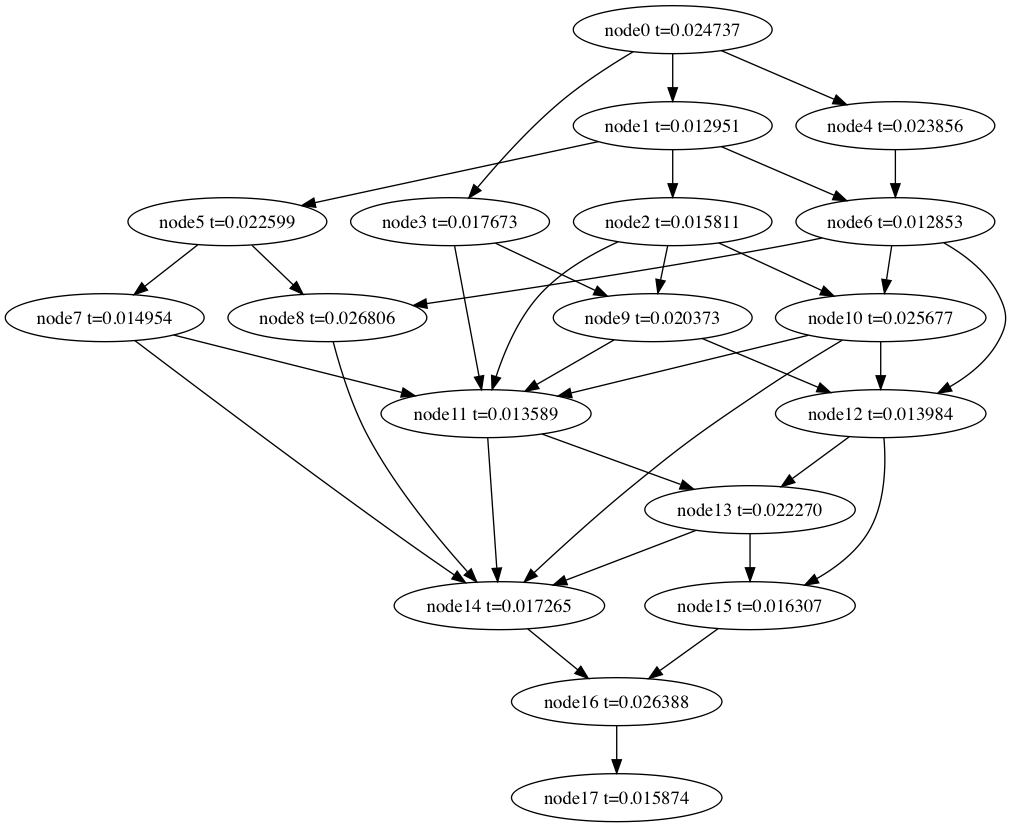 node0 t=0.024737
node1 t=0.012951
node4 t=0.023856
node5 t=0.022599
node3 t=0.017673
node2 t=0.015811
node6 t=0.012853
node7 t=0.014954
node8 t=0.026806
node9 t=0.020373
node10 t=0.025677
node11 t=0.013589
node12 t=0.013984
node13 t=0.022270
node14 t=0.017265
node15 t=0.016307
node16 t=0.026388
node17 t=0.015874